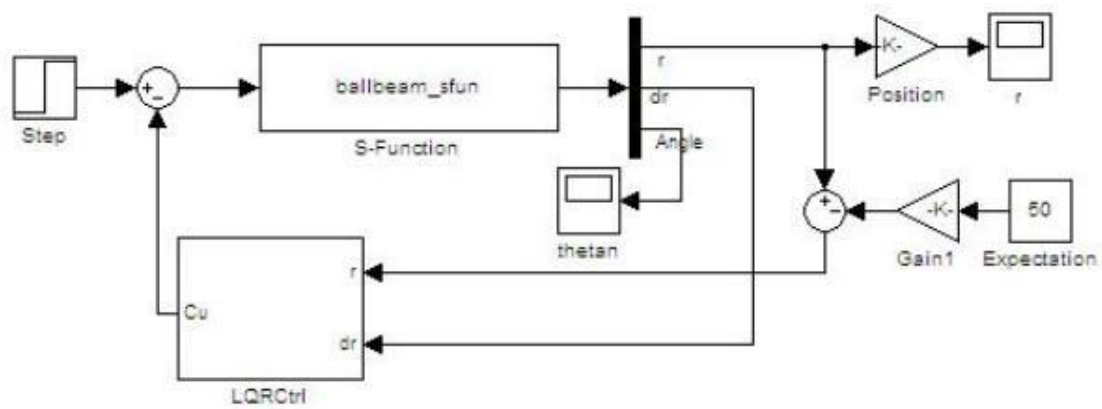 Step
+
−
ballbeam_sfun
S-Function
r
dr
Angle
K-
Position
r
thetan
+
−
-K-
Gain1
50
Expectation
r
Cu
dr
LQRCtrl